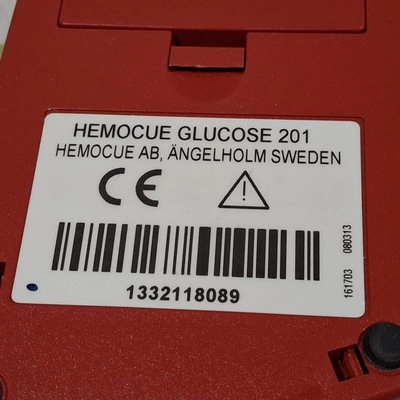 HEMOCUE GLUCOSE 201
HEMOCUE AB, ÄNGELHOLM SWEDEN
CE
1332118089
161703 080313